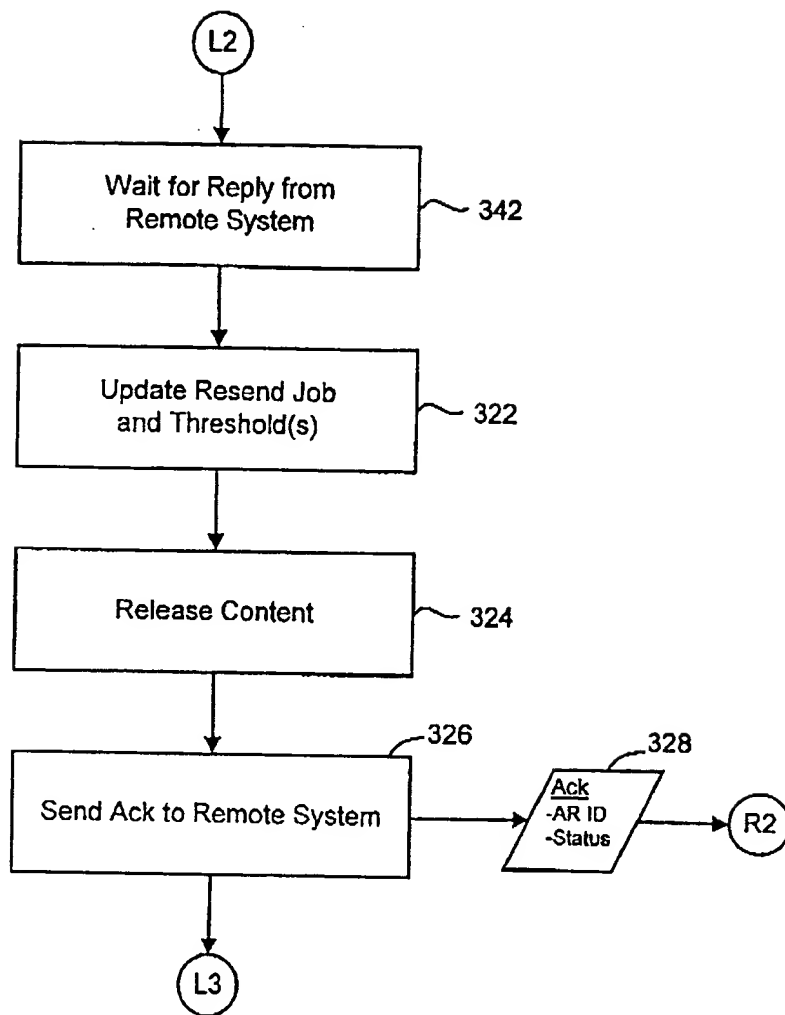 L2
Wait for Reply from
Remote System
342
Update Resend Job
and Threshold(s)
322
Release Content
324
326
Send Ack to Remote System
328
Ack
-AR ID
-Status
R2
L3